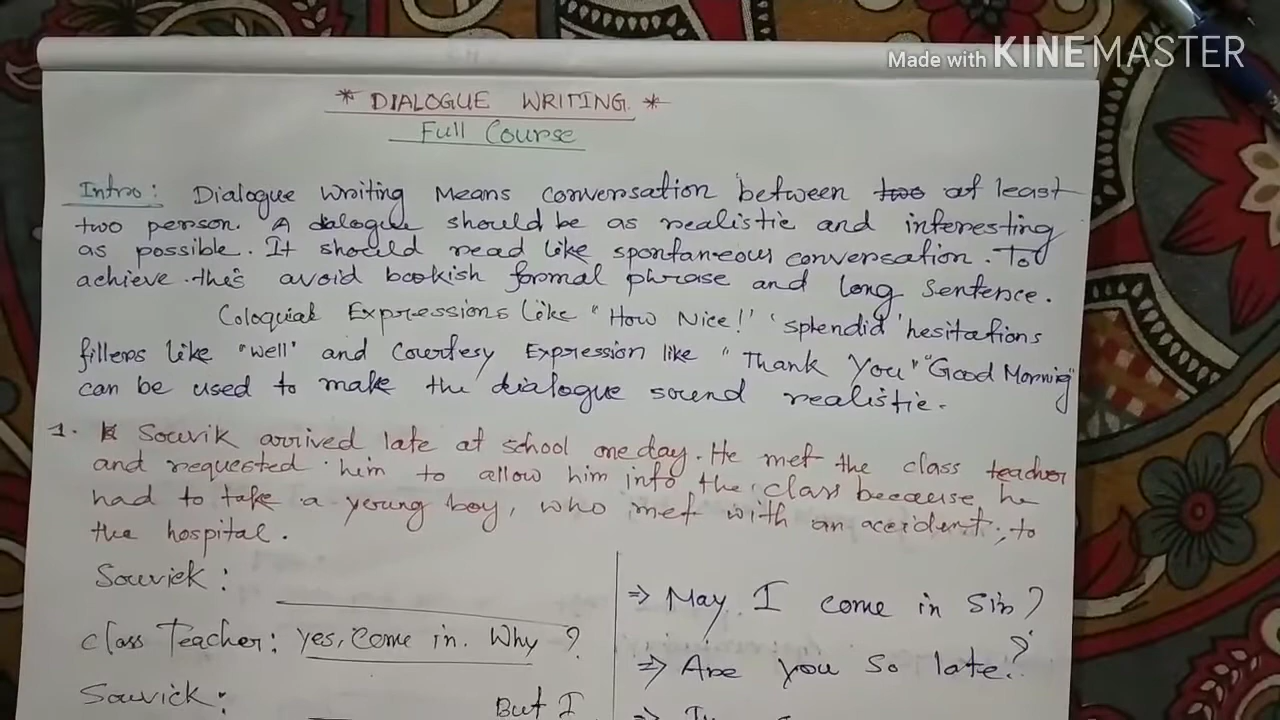 Made with KINEMASTER
* DIALOGUE WRITING. *
Full Course
Intro: Dialogue Writing Means conversation between two at least
two person. A dialogue should be as realistic and interesting
as possible. It should read like spontaneous conversation. To
achieve this avoid bookish formal phrase and long sentence.
Coloquial Expressions like "How Nice!" 'splendid' hesitations
fillers like "well" and Courtesy Expression like "Thank You" "Good Mornig"
can be used to make the dialogue sound realistic.
1. Souvik arrived late at school one day. He met the class teacher
and requested him to allow him into the class because he
had to take a young boy, who met with an accident, to
the hospital.
Souvick :
⇒ May I come in Sir ?
Class Teacher : Yes, Come in. Why ?
⇒ Are you so late ?
Souvick : But I